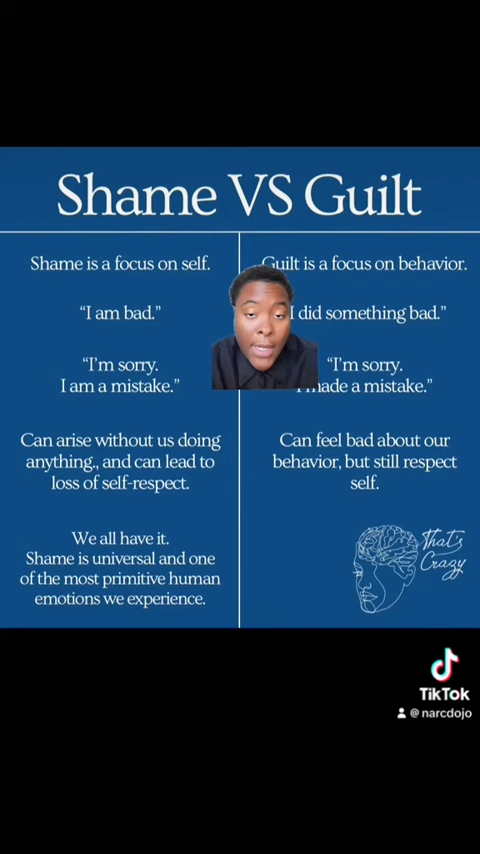 Shame VS Guilt
Shame is a focus on self.
"I am bad."
"I'm sorry.
I am a mistake."
Can arise without us doing
anything., and can lead to
loss of self-respect.
We all have it.
Shame is universal and one
of the most primitive human
emotions we experience.
Guilt is a focus on behavior.
I did something bad."
"I'm sorry.
made a mistake."
Can feel bad about our
behavior, but still respect
self.
That's
Crazy
TikTok
@ narcdojo